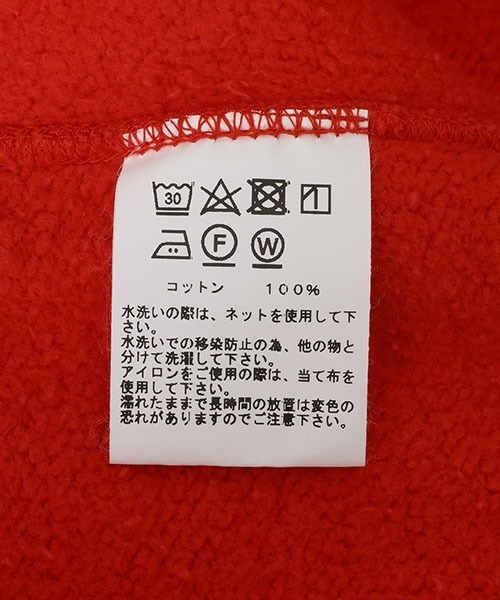 30
F W
コットン 100%
水洗いの際は、ネットを使用して下
さい。
水洗いでの移染防止の為、他の物と
分けて洗濯して下さい。
アイロンをご使用の際は、当て布を
使用して下さい。
濡れたままで長時間の放置は変色の
恐れがありますのでご注意下さい。